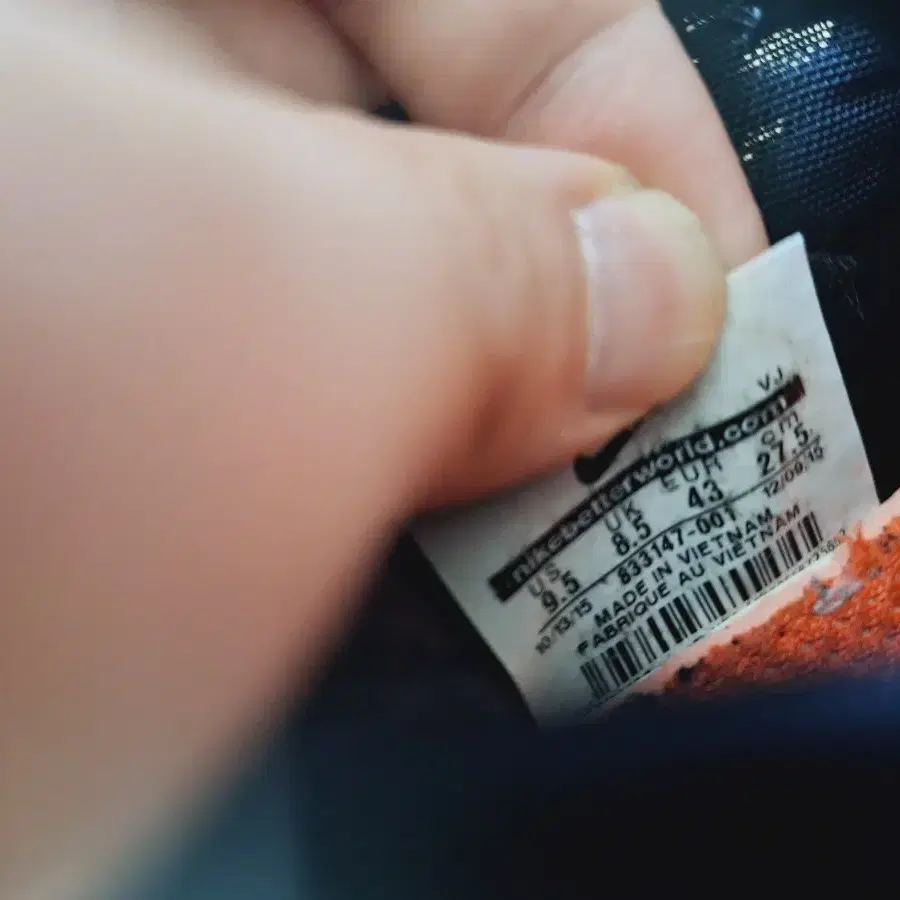 VJ
nikebetterworld.com
US UK EUR cm
9.5 8.5 43 27.5
10/13/15 833147-001 12/09/15
MADE IN VIETNAM
FABRIQUE AU VIETNAM